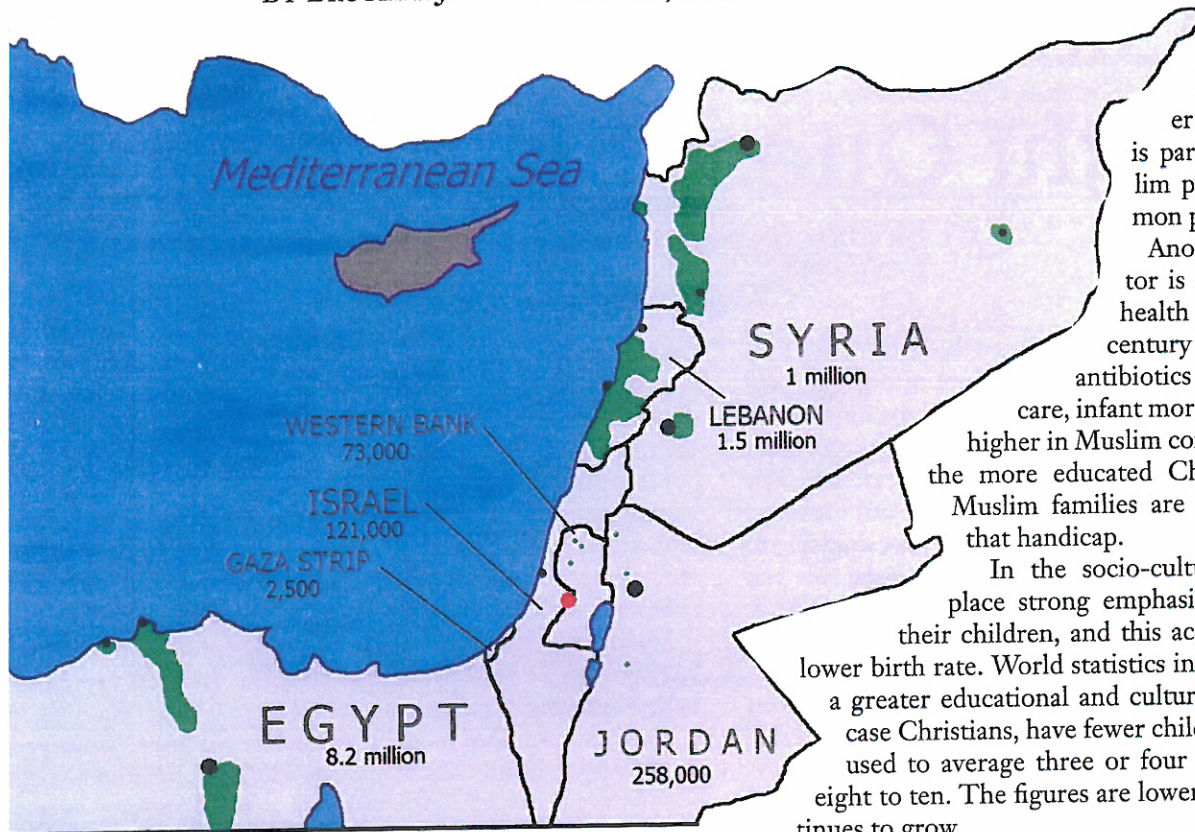 Mediterranean Sea
SYRIA
1 million
LEBANON
1.5 million
WESTERN BANK
73,000
ISRAEL
121,000
GAZA STRIP
2,500
EGYPT
8.2 million
JORDAN
258,000
er
is par
lim p
mon p
Ano
tor is
health
century
antibiotics
care, infant mor
higher in Muslim co
the more educated Ch
Muslim families are
that handicap.
In the socio-cultu
place strong emphasi
their children, and this ac
lower birth rate. World statistics in
a greater educational and cultur
case Christians, have fewer chil
used to average three or four
eight to ten. The figures are lower
tinues to grow